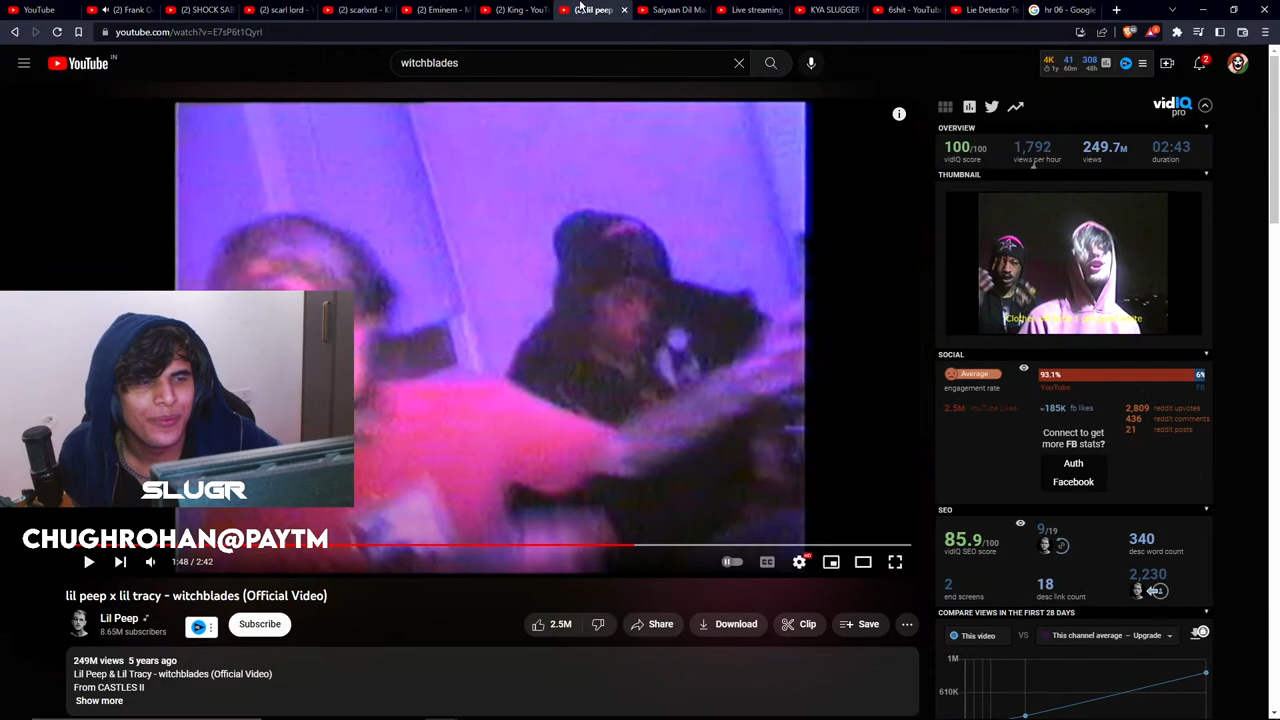 YouTube
(2) Frank O
(2) SHOCK SAB
(2) scar lord -
(2) scarlxrd - KI
(2) Eminem - M
(2) King - YouT
(2) lil peep
Saiyaan Dil Ma
Live streaming
KYA SLUGGER
6shit - YouTub
Lie Detector Te
hr 06 - Google
youtube.com/watch?v=E7sP6t1Qyrl
YouTube IN
witchblades
4K 41 308
1y 60m 48h
2
vidIQ
pro
OVERVIEW
100/100 1,792 249.7M 02:43
vidIQ score views per hour views duration
THUMBNAIL
SOCIAL
Average 93.1% 6%
engagement rate YouTube FB
2.5M YouTube Likes ≈185K fb likes 2,809 reddit upvotes
436 reddit comments
21 reddit posts
Connect to get
more FB stats?
Auth
Facebook
SEO
85.9/100 9/19 340
vidIQ SEO score desc word count
2 18 2,230
end screens desc link count
COMPARE VIEWS IN THE FIRST 28 DAYS
This video VS This channel average – Upgrade
1M
610K
SLUGR
CHUGHROHAN@PAYTM
1:48 / 2:42
CC
HD
lil peep x lil tracy - witchblades (Official Video)
Lil Peep
8.65M subscribers
Subscribe
2.5M
Share
Download
Clip
Save
249M views 5 years ago
Lil Peep & Lil Tracy - witchblades (Official Video)
From CASTLES II
Show more